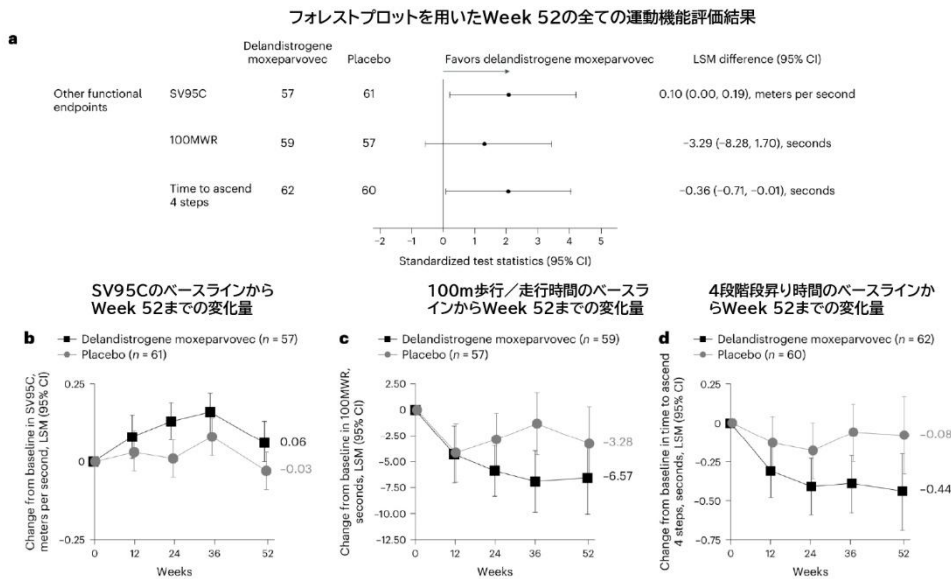 フォレストプロットを用いたWeek 52の全ての運動機能評価結果
a
Delandistrogene
moxeparvovec
Placebo
Favors delandistrogene moxeparvovec
LSM difference (95% CI)
Other functional
endpoints
SV95C
57
61
0.10 (0.00, 0.19), meters per second
100MWR
59
57
−3.29 (−8.28, 1.70), seconds
Time to ascend
4 steps
62
60
−0.36 (−0.71, −0.01), seconds
−2 −1 0 1 2 3 4 5
Standardized test statistics (95% CI)
SV95Cのベースラインから
Week 52までの変化量
b
Delandistrogene moxeparvovec (n = 57)
Placebo (n = 61)
Change from baseline in SV95C,
meters per second, LSM (95% CI)
0.25
0
−0.25
0.06
−0.03
0 12 24 36 52
Weeks
100m歩行／走行時間のベースラ
インからWeek 52までの変化量
c
Delandistrogene moxeparvovec (n = 59)
Placebo (n = 57)
Change from baseline in 100MWR,
seconds, LSM (95% CI)
2.50
0
−2.50
−5.00
−7.50
−10.00
−12.50
−3.28
−6.57
0 12 24 36 52
Weeks
4段階段昇り時間のベースラインか
らWeek 52までの変化量
d
Delandistrogene moxeparvovec (n = 62)
Placebo (n = 60)
Change from baseline in time to ascend
4 steps, seconds, LSM (95% CI)
0.25
0
−0.25
−0.50
−0.75
−0.08
−0.44
0 12 24 36 52
Weeks